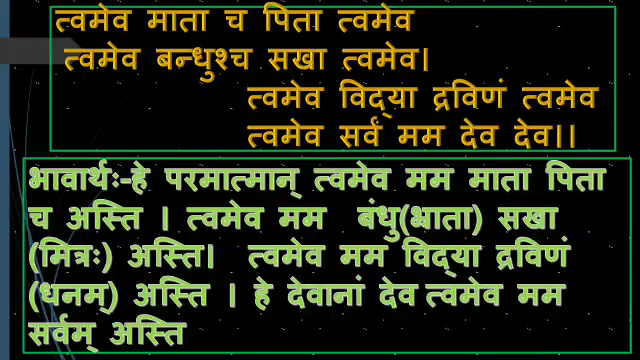 त्वमेव माता च पिता त्वमेव
त्वमेव बन्धुश्च सखा त्वमेव।
त्वमेव विद्‌या द्रविणं त्वमेव
त्वमेव सर्वं मम देव देव।।
भावार्थः-हे परमात्मान् त्वमेव मम माता पिता
च अस्ति । त्वमेव मम बंधु(भ्राता) सखा
(मित्रः) अस्ति। त्वमेव मम विद्‌या द्रविणं
(धनम्) अस्ति । हे देवानां देव त्वमेव मम
सर्वम् अस्ति